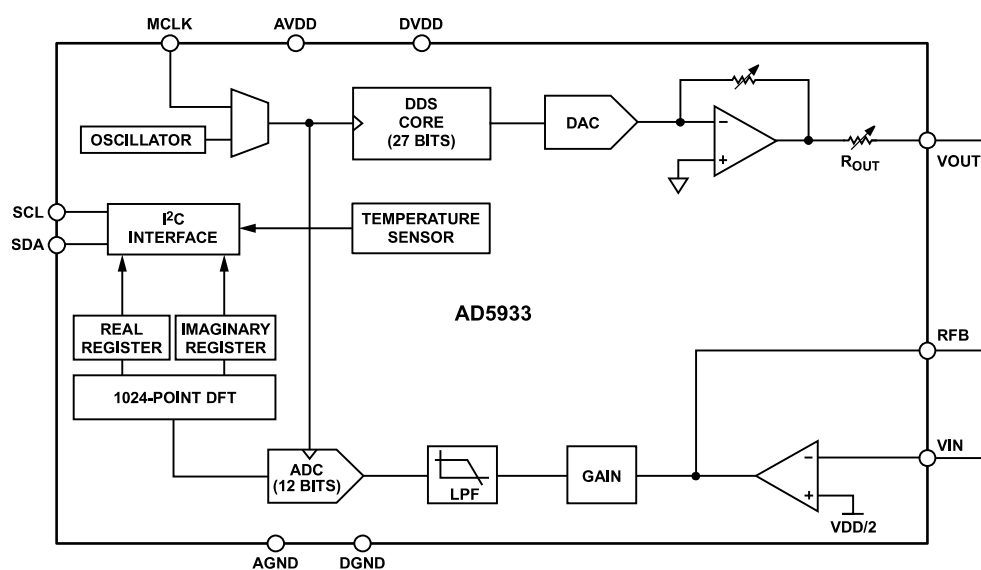 MCLK
AVDD
DVDD
DDS
CORE
(27 BITS)
DAC
−
+
OSCILLATOR
ROUT
VOUT
SCL
SDA
I2C
INTERFACE
TEMPERATURE
SENSOR
AD5933
REAL
REGISTER
IMAGINARY
REGISTER
RFB
1024-POINT DFT
VIN
ADC
(12 BITS)
LPF
GAIN
−
+
VDD/2
AGND
DGND